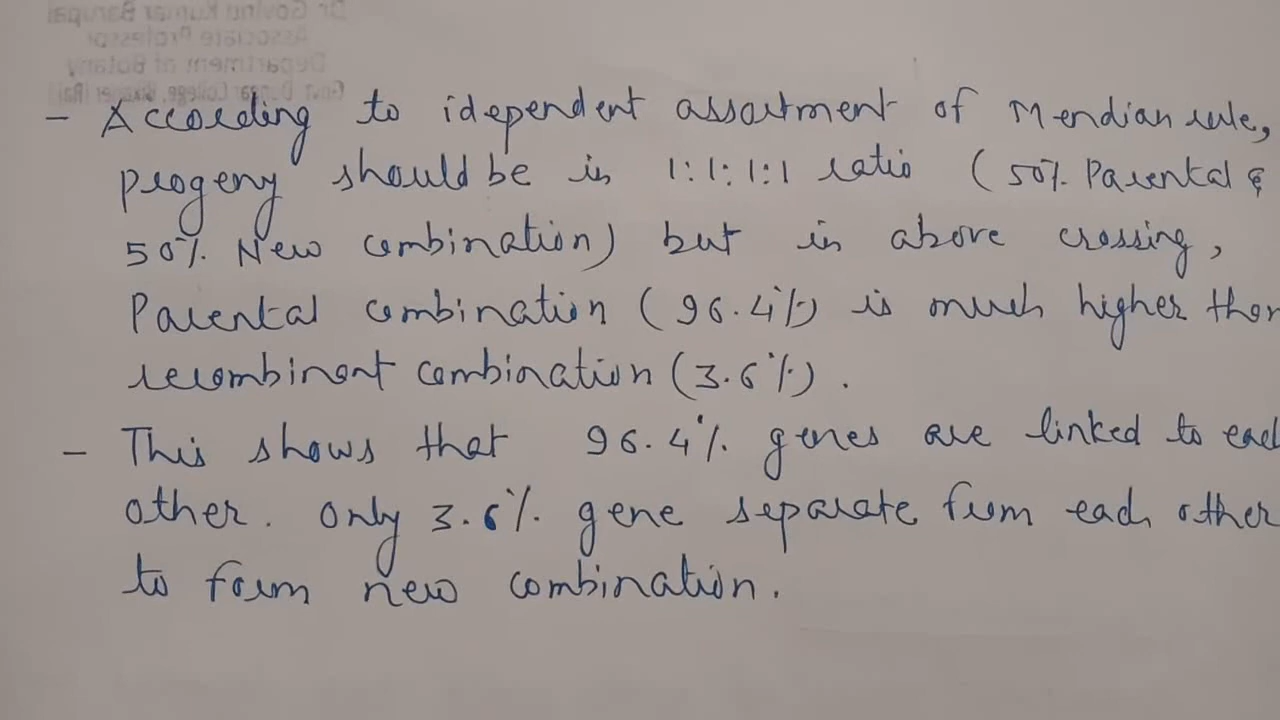 - According to idependent assortment of Mendian rule,
progeny should be in 1:1:1:1 ratio (50% Parental &
50% New combination) but in above crossing,
Parental combination (96.4%) is much higher than
recombinant combination (3.6%).
- This shows that 96.4% genes are linked to each
other. only 3.6% gene separate from each other
to form new combination.